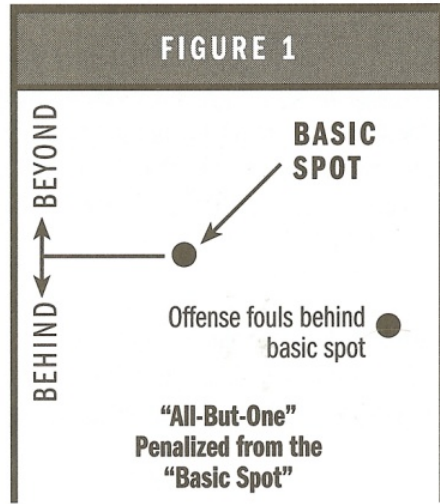 FIGURE 1
BEYOND
BEHIND
BASIC
SPOT
Offense fouls behind
basic spot
“All-But-One”
Penalized from the
“Basic Spot”